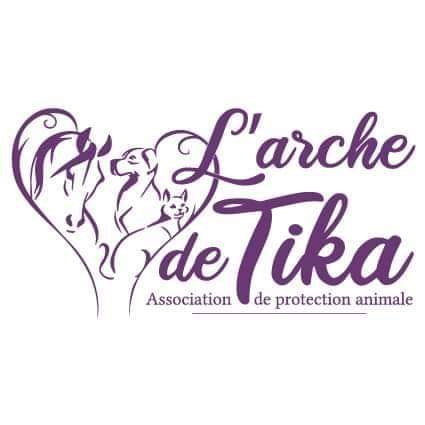 L'arche
de Tika
Association de protection animale